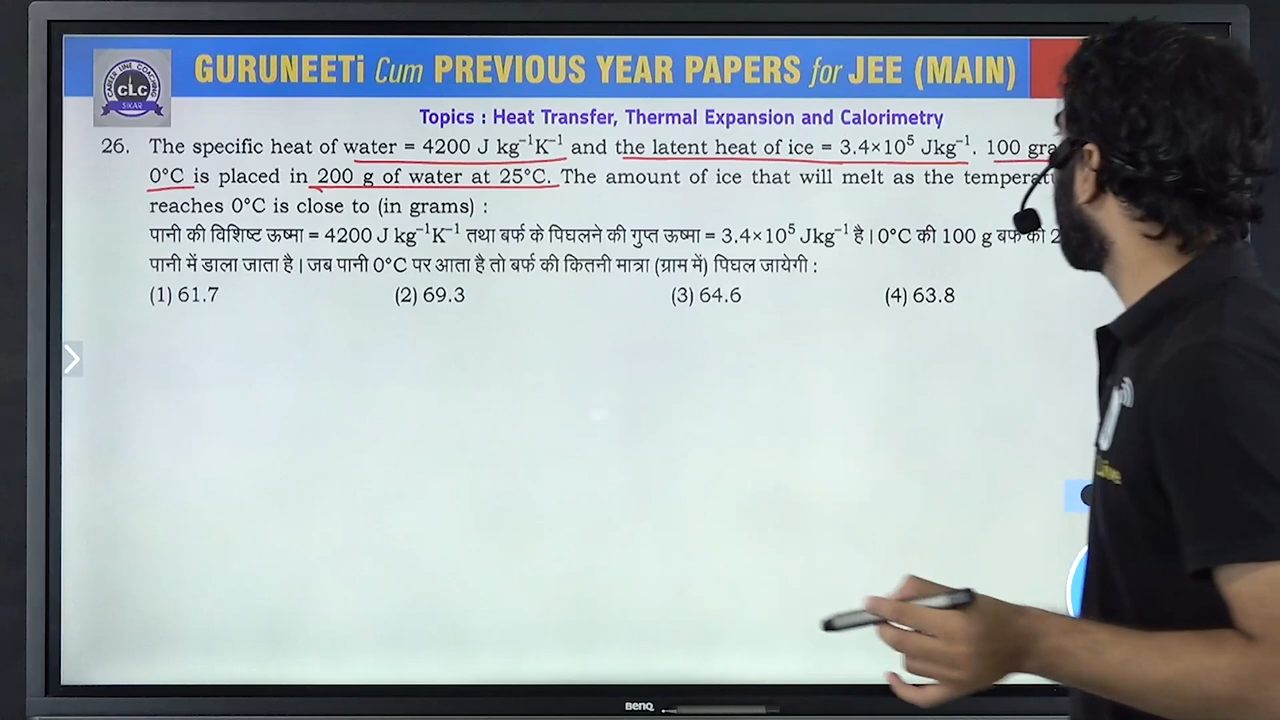 GURUNEETi Cum PREVIOUS YEAR PAPERS for JEE (MAIN)
CAREER LINE COACHING
CLC
SIKAR
Topics : Heat Transfer, Thermal Expansion and Calorimetry
26. The specific heat of water = 4200 J kg⁻¹K⁻¹ and the latent heat of ice = 3.4×10⁵ Jkg⁻¹. 100 gra
0°C is placed in 200 g of water at 25°C. The amount of ice that will melt as the temperatu
reaches 0°C is close to (in grams) :
पानी की विशिष्ट ऊष्मा = 4200 J kg⁻¹K⁻¹ तथा बर्फ के पिघलने की गुप्त ऊष्मा = 3.4×10⁵ Jkg⁻¹ है। 0°C की 100 g बर्फ को 2
पानी में डाला जाता है। जब पानी 0°C पर आता है तो बर्फ की कितनी मात्रा (ग्राम में) पिघल जायेगी :
(1) 61.7 (2) 69.3 (3) 64.6 (4) 63.8
BenQ